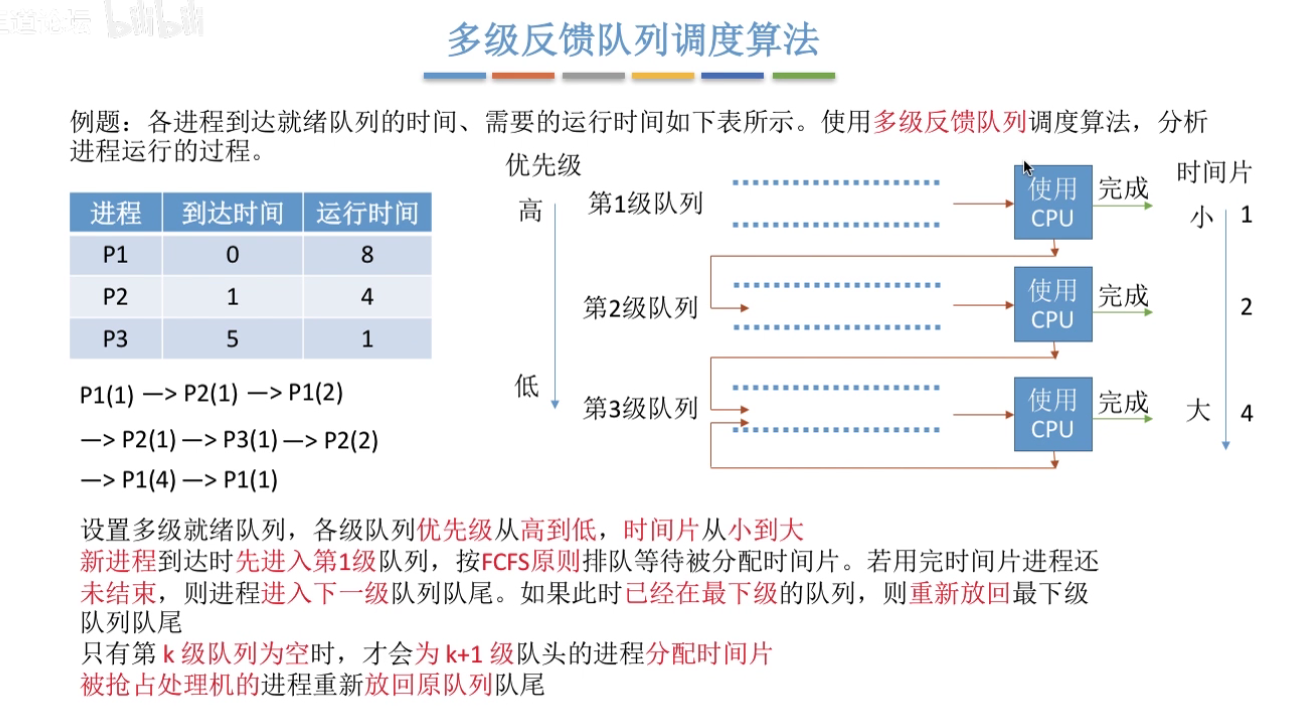 bilibili
多级反馈队列调度算法
例题：各进程到达就绪队列的时间、需要的运行时间如下表所示。使用多级反馈队列调度算法，分析
进程运行的过程。
进程 到达时间 运行时间
P1 0 8
P2 1 4
P3 5 1
P1(1) —> P2(1) —> P1(2)
—> P2(1) —> P3(1) —> P2(2)
—> P1(4) —> P1(1)
优先级
高
低
第1级队列
使用
CPU
完成
第2级队列
使用
CPU
完成
第3级队列
使用
CPU
完成
时间片
小 1
2
大 4
设置多级就绪队列，各级队列优先级从高到低，时间片从小到大
新进程到达时先进入第1级队列，按FCFS原则排队等待被分配时间片。若用完时间片进程还
未结束，则进程进入下一级队列队尾。如果此时已经在最下级的队列，则重新放回最下级
队列队尾
只有第 k 级队列为空时，才会为 k+1 级队头的进程分配时间片
被抢占处理机的进程重新放回原队列队尾